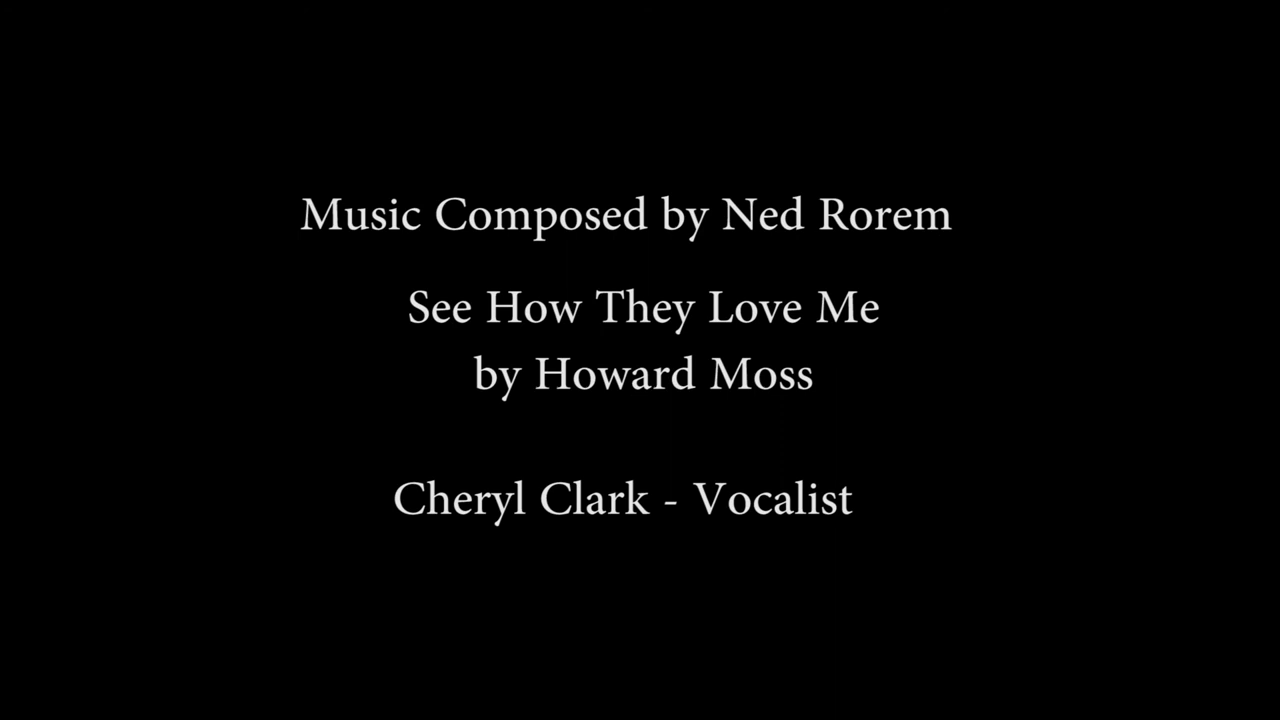 Music Composed by Ned Rorem
See How They Love Me
by Howard Moss
Cheryl Clark - Vocalist